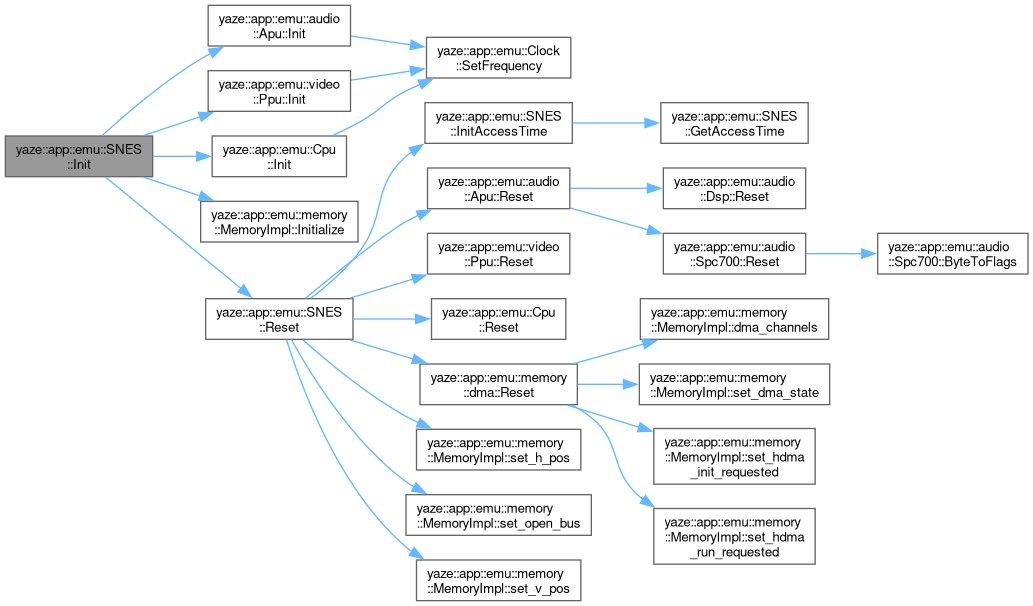 yaze::app::emu::SNES
::Init
yaze::app::emu::audio
::Apu::Init
yaze::app::emu::video
::Ppu::Init
yaze::app::emu::Cpu
::Init
yaze::app::emu::memory
::MemoryImpl::Initialize
yaze::app::emu::SNES
::Reset
yaze::app::emu::Clock
::SetFrequency
yaze::app::emu::SNES
::InitAccessTime
yaze::app::emu::audio
::Apu::Reset
yaze::app::emu::video
::Ppu::Reset
yaze::app::emu::Cpu
::Reset
yaze::app::emu::memory
::dma::Reset
yaze::app::emu::memory
::MemoryImpl::set_h_pos
yaze::app::emu::memory
::MemoryImpl::set_open_bus
yaze::app::emu::memory
::MemoryImpl::set_v_pos
yaze::app::emu::SNES
::GetAccessTime
yaze::app::emu::audio
::Dsp::Reset
yaze::app::emu::audio
::Spc700::Reset
yaze::app::emu::memory
::MemoryImpl::dma_channels
yaze::app::emu::memory
::MemoryImpl::set_dma_state
yaze::app::emu::memory
::MemoryImpl::set_hdma
_init_requested
yaze::app::emu::memory
::MemoryImpl::set_hdma
_run_requested
yaze::app::emu::audio
::Spc700::ByteToFlags